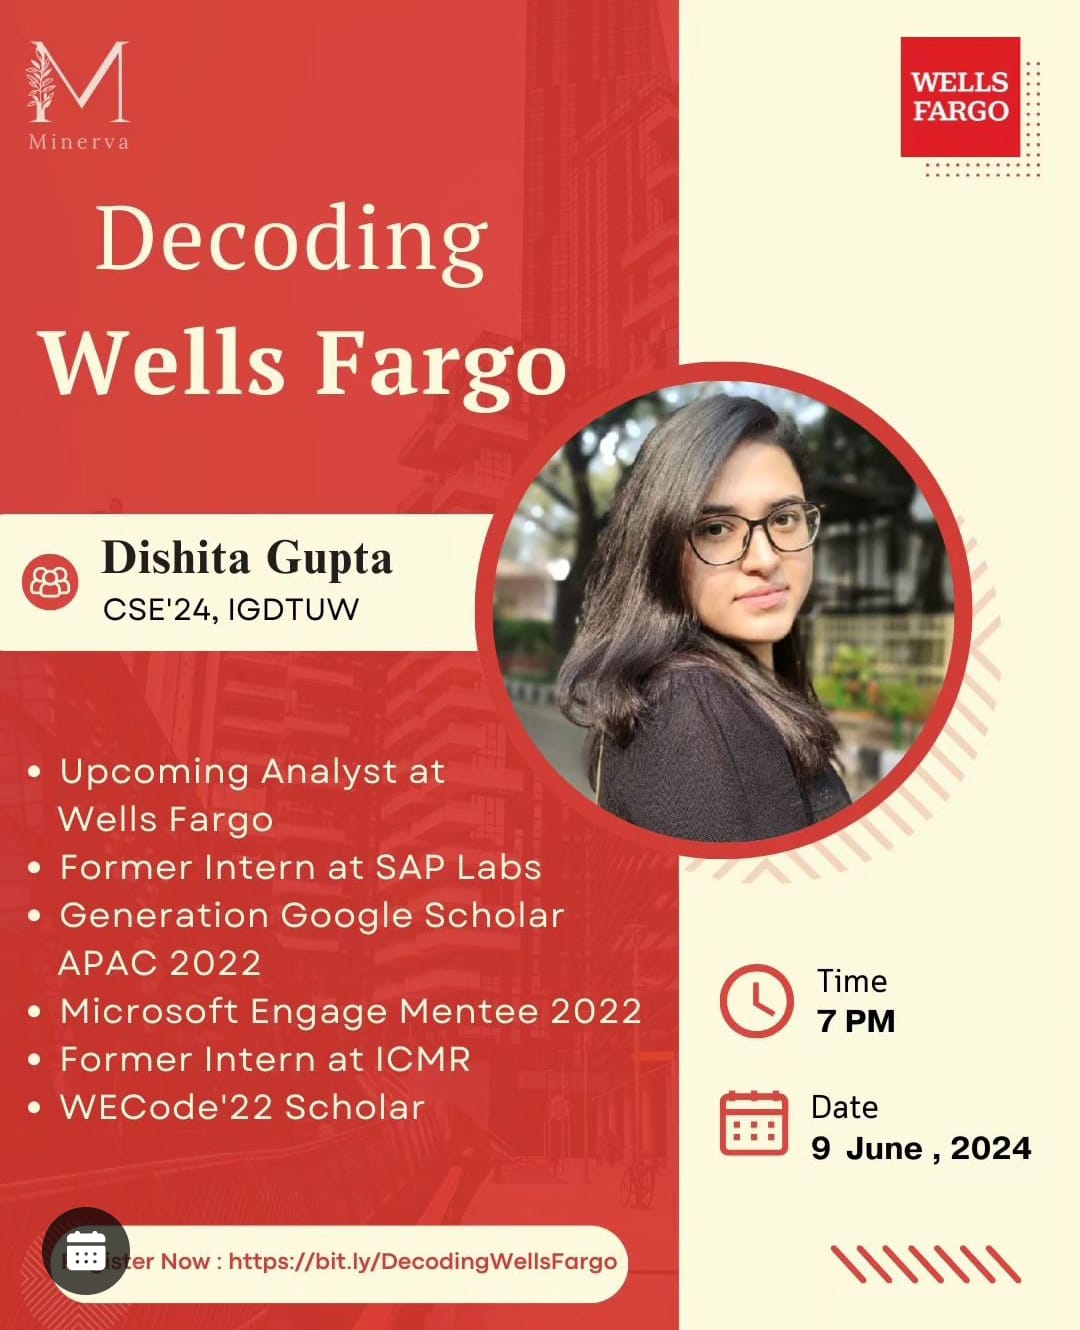 Minerva
WELLS
FARGO
Decoding
Wells Fargo
Dishita Gupta
CSE'24, IGDTUW
• Upcoming Analyst at
Wells Fargo
• Former Intern at SAP Labs
• Generation Google Scholar
APAC 2022
• Microsoft Engage Mentee 2022
• Former Intern at ICMR
• WECode'22 Scholar
Time
7 PM
Date
9 June , 2024
Now : https://bit.ly/DecodingWellsFargo